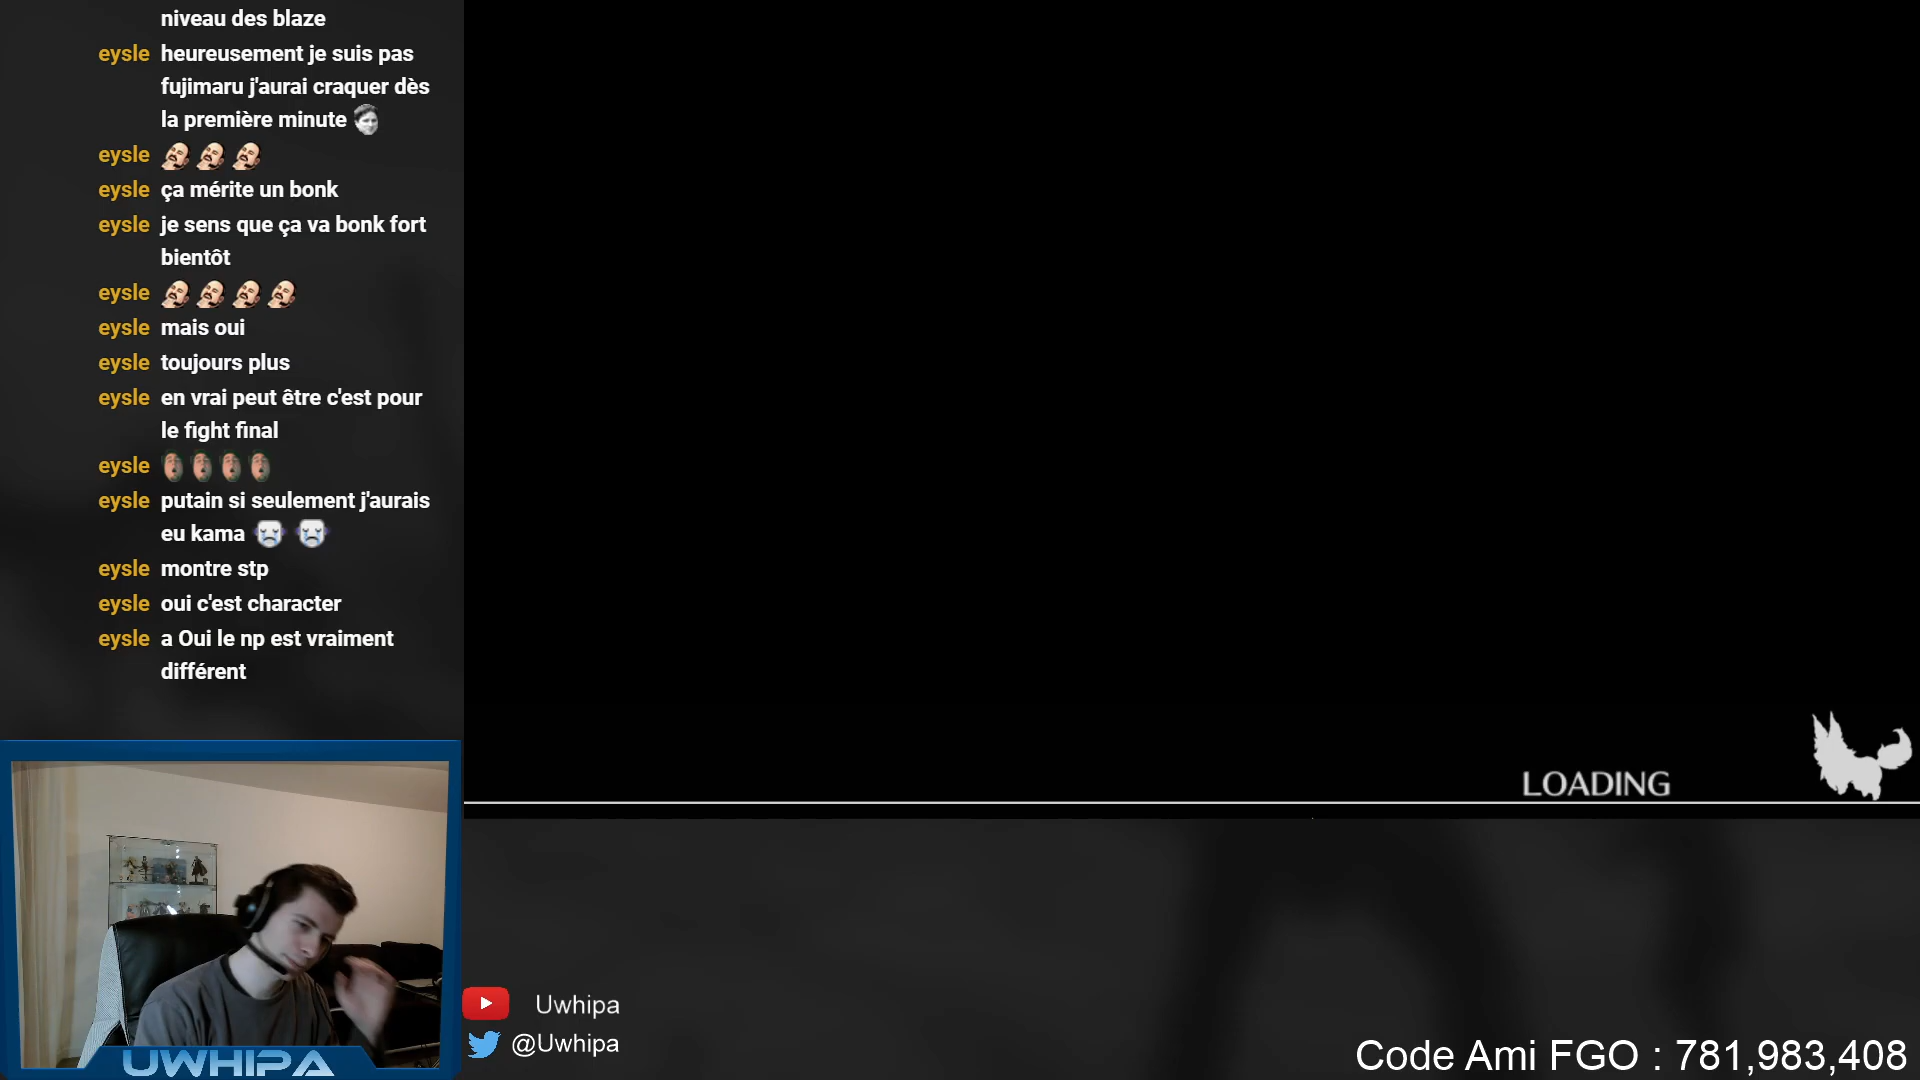 niveau des blaze
eysle heureusement je suis pas
fujimaru j'aurai craquer dès
la première minute
eysle
eysle ça mérite un bonk
eysle je sens que ça va bonk fort
bientôt
eysle
eysle mais oui
eysle toujours plus
eysle en vrai peut être c'est pour
le fight final
eysle
eysle putain si seulement j'aurais
eu kama
eysle montre stp
eysle oui c'est character
eysle a Oui le np est vraiment
différent
LOADING
UWHIPA
Uwhipa
@Uwhipa
Code Ami FGO : 781,983,408